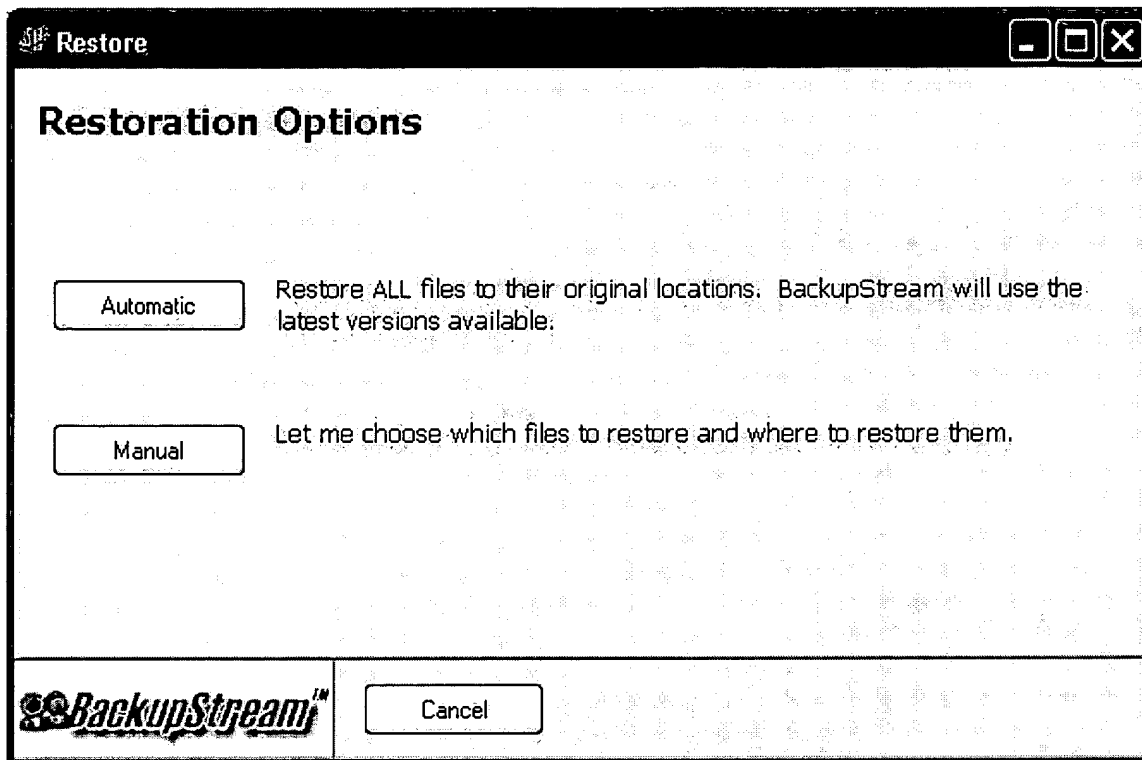 Restore
Restoration Options
Automatic
Restore ALL files to their original locations. BackupStream will use the
latest versions available.
Manual
Let me choose which files to restore and where to restore them.
BackupStream™
Cancel